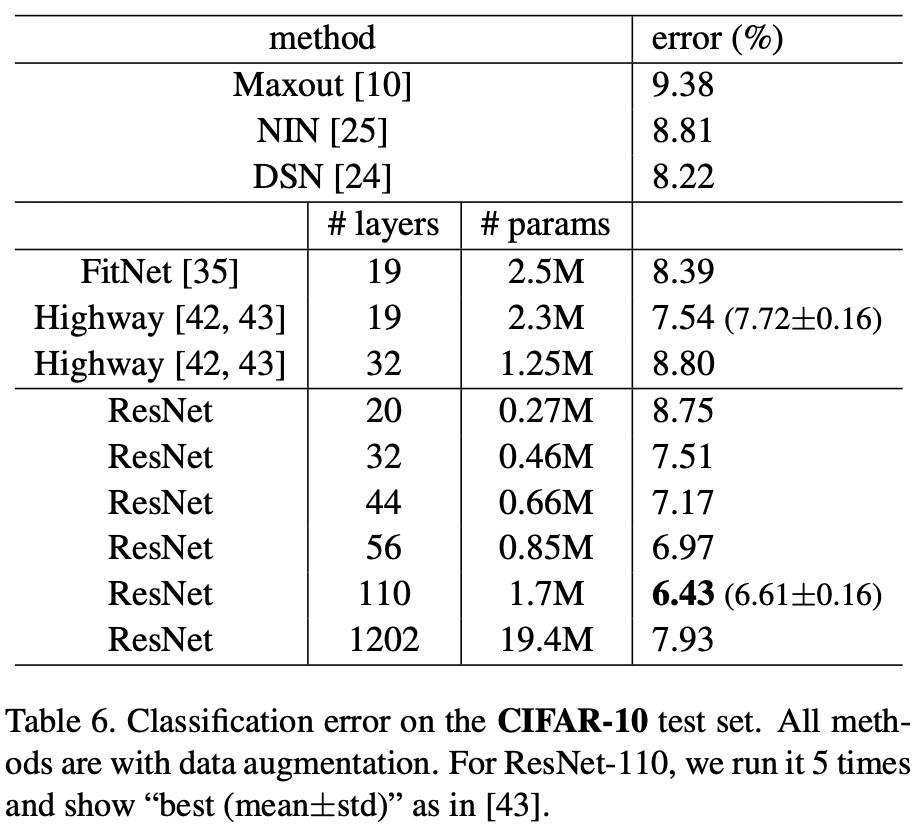 method error (%)
Maxout [10] 9.38
NIN [25] 8.81
DSN [24] 8.22
# layers # params
FitNet [35] 19 2.5M 8.39
Highway [42, 43] 19 2.3M 7.54 (7.72±0.16)
Highway [42, 43] 32 1.25M 8.80
ResNet 20 0.27M 8.75
ResNet 32 0.46M 7.51
ResNet 44 0.66M 7.17
ResNet 56 0.85M 6.97
ResNet 110 1.7M 6.43 (6.61±0.16)
ResNet 1202 19.4M 7.93
Table 6. Classification error on the CIFAR-10 test set. All meth-
ods are with data augmentation. For ResNet-110, we run it 5 times
and show “best (mean±std)” as in [43].